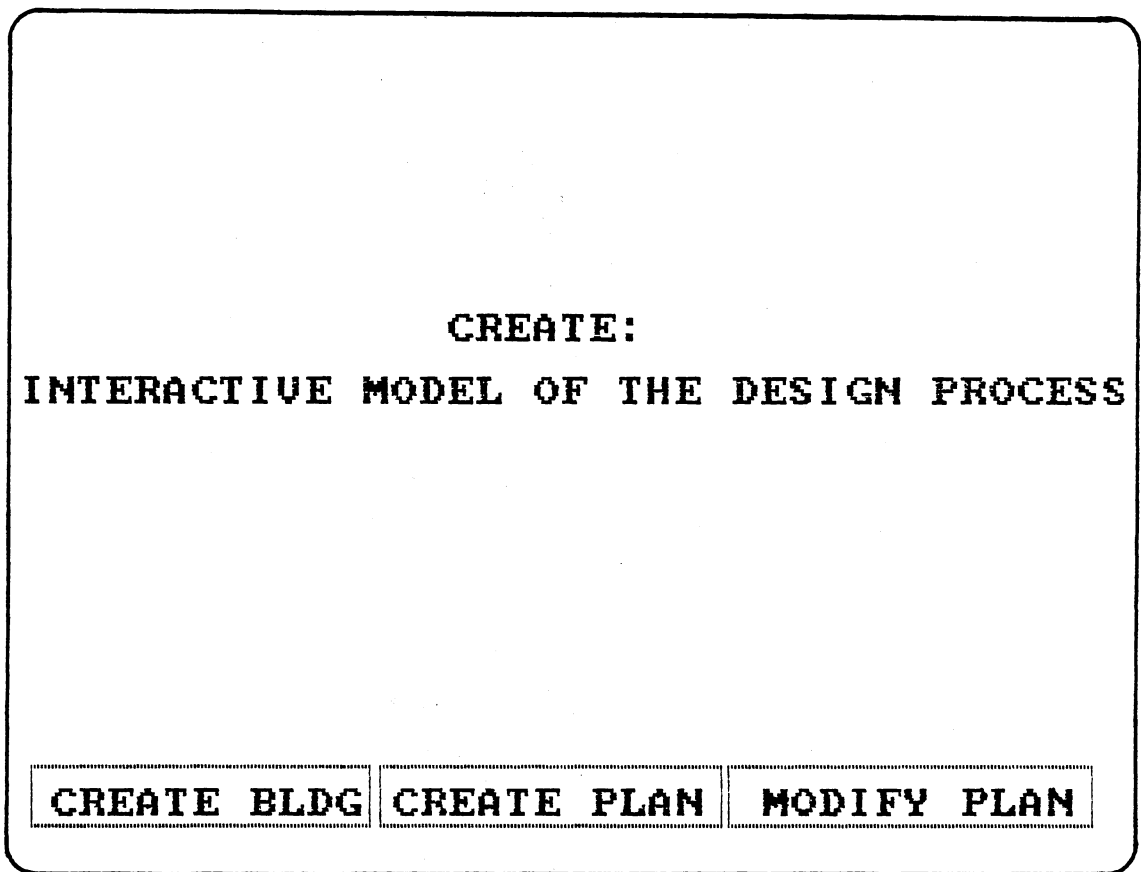 CREATE:
INTERACTIVE MODEL OF THE DESIGN PROCESS
CREATE BLDG CREATE PLAN MODIFY PLAN